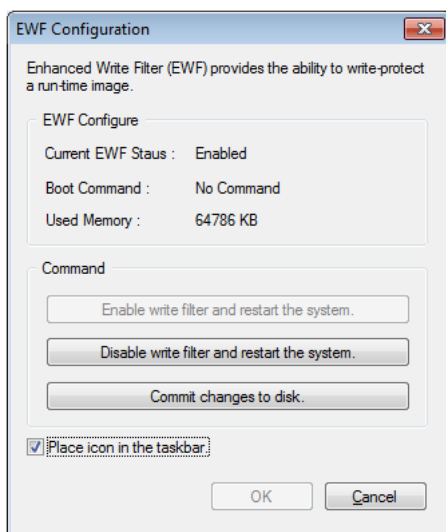 EWF Configuration
Enhanced Write Filter (EWF) provides the ability to write-protect
a run-time image.
EWF Configure
Current EWF Staus : Enabled
Boot Command : No Command
Used Memory : 64786 KB
Command
Enable write filter and restart the system.
Disable write filter and restart the system.
Commit changes to disk.
Place icon in the taskbar.
OK Cancel